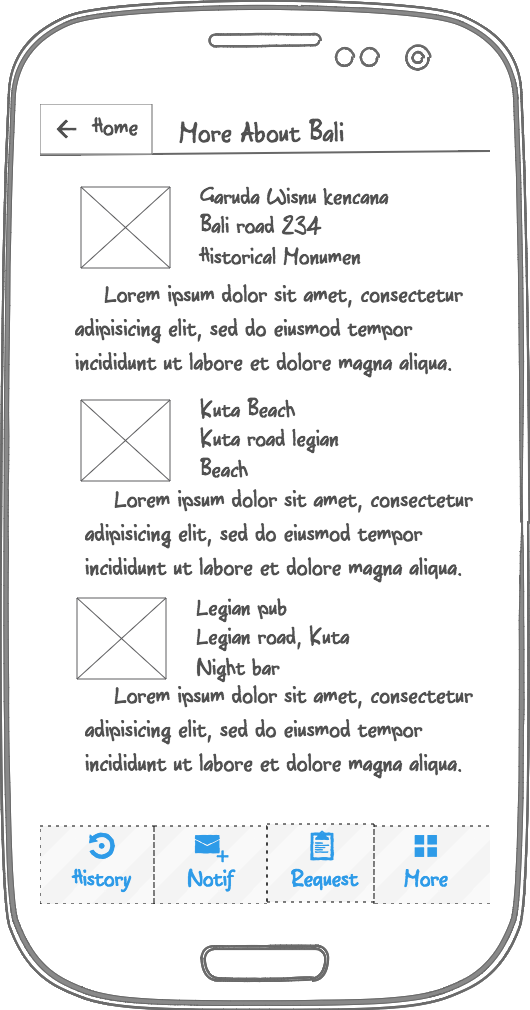 Home
More About Bali
Garuda Wisnu kencana
Bali road 234
Historical Monumen
Lorem ipsum dolor sit amet, consectetur
adipisicing elit, sed do eiusmod tempor
incididunt ut labore et dolore magna aliqua.
Kuta Beach
Kuta road legian
Beach
Lorem ipsum dolor sit amet, consectetur
adipisicing elit, sed do eiusmod tempor
incididunt ut labore et dolore magna aliqua.
Legian pub
Legian road, Kuta
Night bar
Lorem ipsum dolor sit amet, consectetur
adipisicing elit, sed do eiusmod tempor
incididunt ut labore et dolore magna aliqua.
History Notif Request More